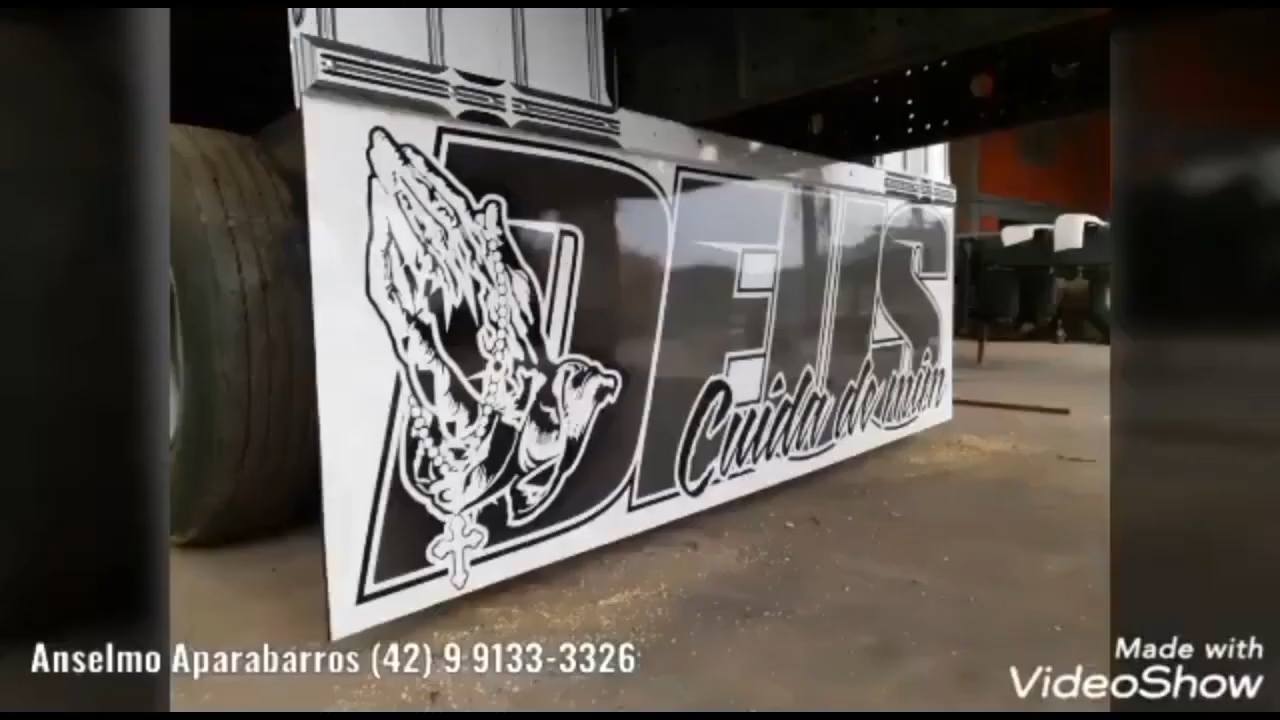 DEUS
Cuida de mim
Anselmo Aparabarros (42) 9 9133-3326
Made with
VideoShow